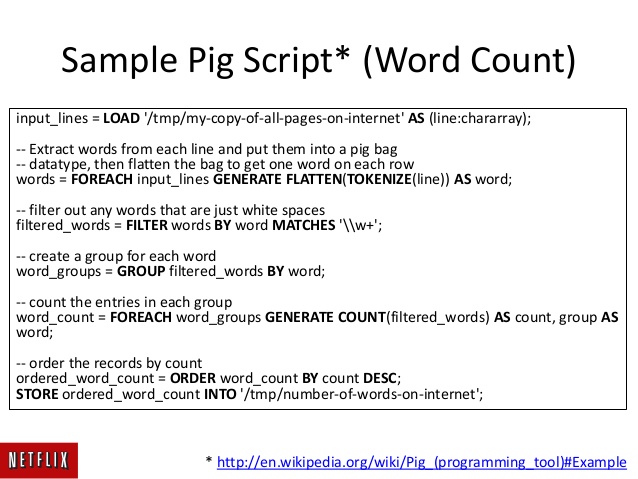 Sample Pig Script* (Word Count)
input_lines = LOAD '/tmp/my-copy-of-all-pages-on-internet' AS (line:chararray);
-- Extract words from each line and put them into a pig bag
-- datatype, then flatten the bag to get one word on each row
words = FOREACH input_lines GENERATE FLATTEN(TOKENIZE(line)) AS word;
-- filter out any words that are just white spaces
filtered_words = FILTER words BY word MATCHES '\\w+';
-- create a group for each word
word_groups = GROUP filtered_words BY word;
-- count the entries in each group
word_count = FOREACH word_groups GENERATE COUNT(filtered_words) AS count, group AS
word;
-- order the records by count
ordered_word_count = ORDER word_count BY count DESC;
STORE ordered_word_count INTO '/tmp/number-of-words-on-internet';
NETFLIX
* http://en.wikipedia.org/wiki/Pig_(programming_tool)#Example